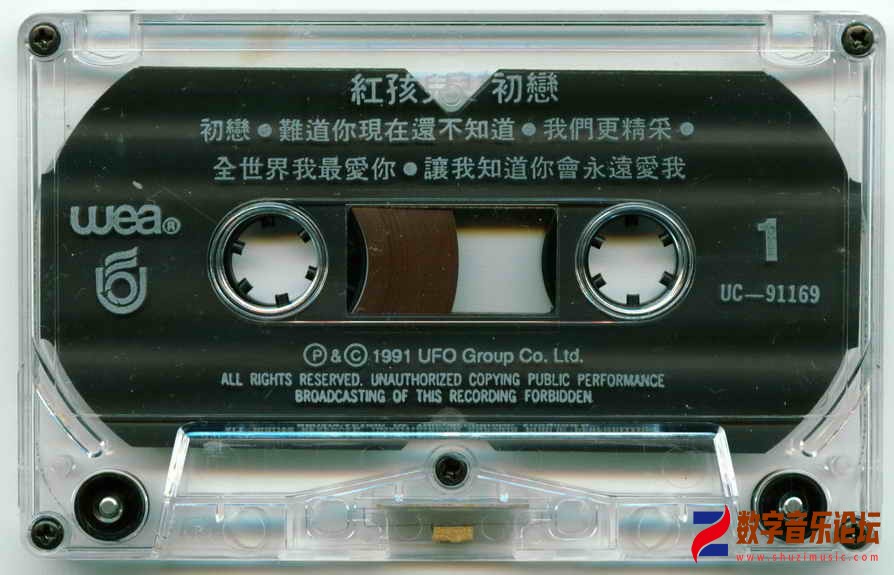 紅孩兒 初戀
初戀●難道你現在還不知道●我們更精采●
全世界我最愛你●讓我知道你會永遠愛我
wea®
1
UC—91169
Ⓟ&Ⓒ 1991 UFO Group Co. Ltd.
ALL RIGHTS RESERVED. UNAUTHORIZED COPYING PUBLIC PERFORMANCE
BROADCASTING OF THIS RECORDING FORBIDDEN.
数字音乐论坛
www.shuzimusic.com